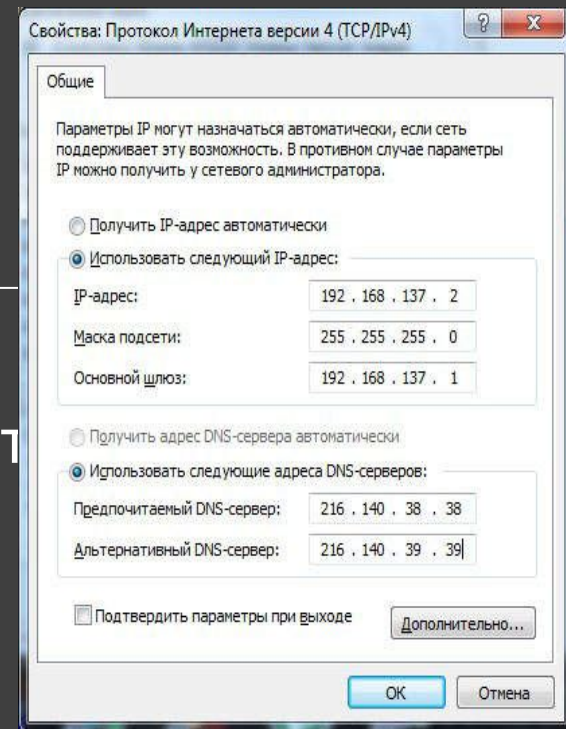 Свойства: Протокол Интернета версии 4 (TCP/IPv4)
Общие
Параметры IP могут назначаться автоматически, если сеть
поддерживает эту возможность. В противном случае параметры
IP можно получить у сетевого администратора.
Получить IP-адрес автоматически
Использовать следующий IP-адрес:
IP-адрес: 192 . 168 . 137 . 2
Маска подсети: 255 . 255 . 255 . 0
Основной шлюз: 192 . 168 . 137 . 1
Получить адрес DNS-сервера автоматически
Использовать следующие адреса DNS-серверов:
Предпочитаемый DNS-сервер: 216 . 140 . 38 . 38
Альтернативный DNS-сервер: 216 . 140 . 39 . 39
Подтвердить параметры при выходе
Дополнительно...
ОК Отмена